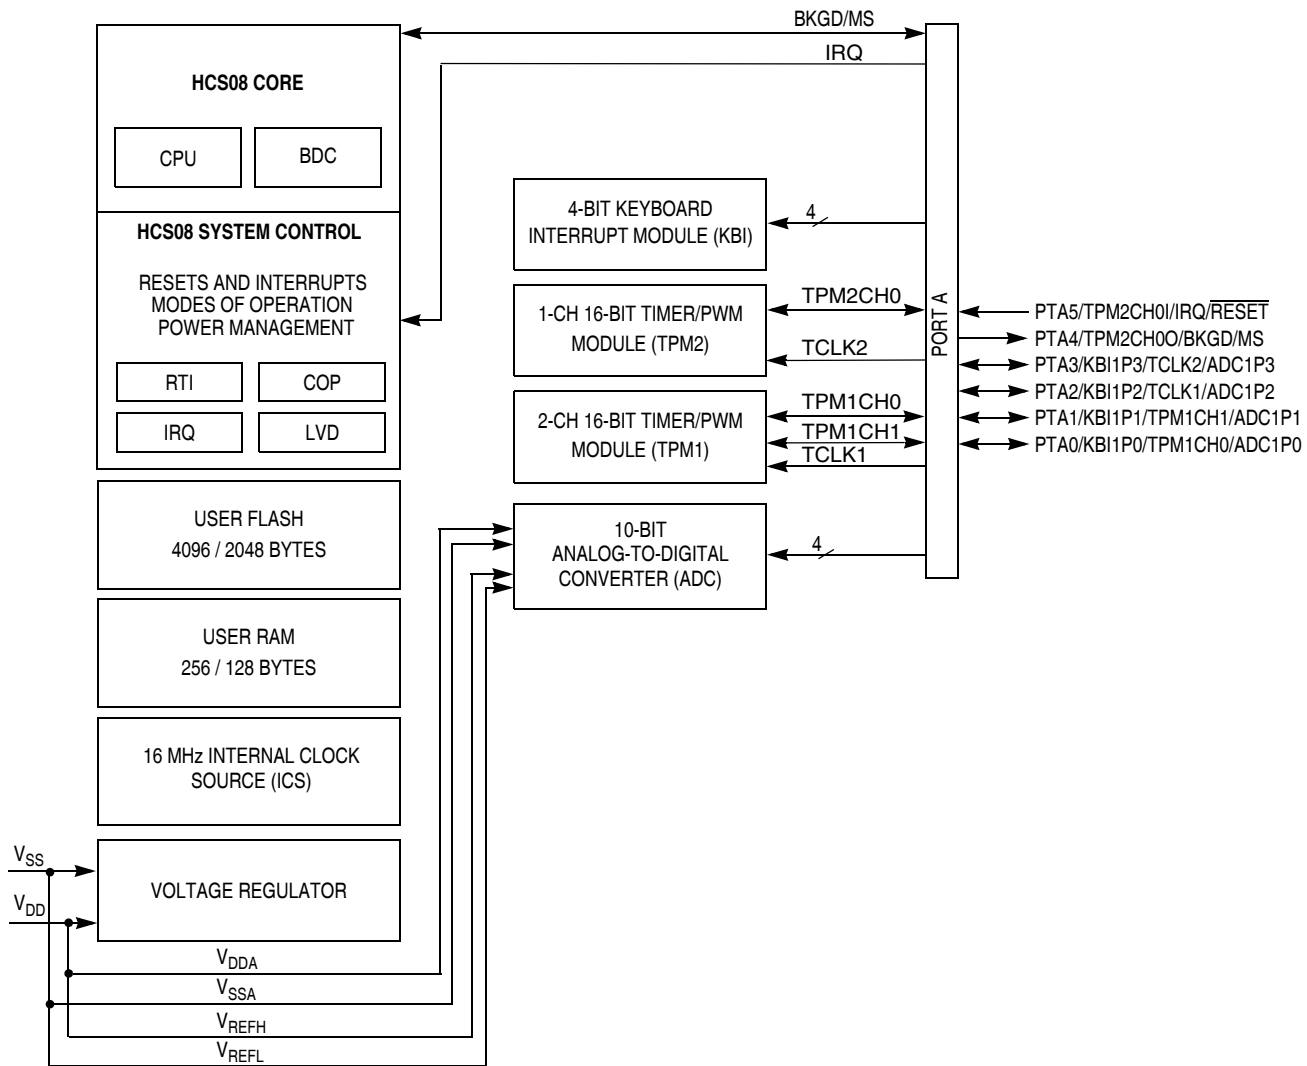 BKGD/MS
IRQ
HCS08 CORE
CPU
BDC
HCS08 SYSTEM CONTROL
RESETS AND INTERRUPTS
MODES OF OPERATION
POWER MANAGEMENT
RTI
COP
IRQ
LVD
USER FLASH
4096 / 2048 BYTES
USER RAM
256 / 128 BYTES
16 MHz INTERNAL CLOCK
SOURCE (ICS)
VOLTAGE REGULATOR
VSS
VDD
VDDA
VSSA
VREFH
VREFL
4-BIT KEYBOARD
INTERRUPT MODULE (KBI)
4
1-CH 16-BIT TIMER/PWM
MODULE (TPM2)
TPM2CH0
TCLK2
2-CH 16-BIT TIMER/PWM
MODULE (TPM1)
TPM1CH0
TPM1CH1
TCLK1
10-BIT
ANALOG-TO-DIGITAL
CONVERTER (ADC)
4
PORT A
PTA5/TPM2CH0I/IRQ/RESET
PTA4/TPM2CH0O/BKGD/MS
PTA3/KBI1P3/TCLK2/ADC1P3
PTA2/KBI1P2/TCLK1/ADC1P2
PTA1/KBI1P1/TPM1CH1/ADC1P1
PTA0/KBI1P0/TPM1CH0/ADC1P0